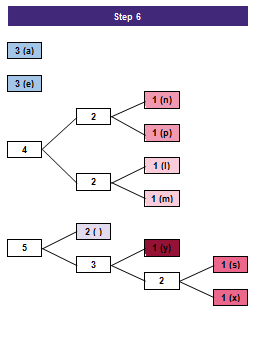 Step 6
3 (a)
3 (e)
1 (n)
2
1 (p)
4
1 (l)
2
1 (m)
2 ( )
5
1 (y)
3
1 (s)
2
1 (x)